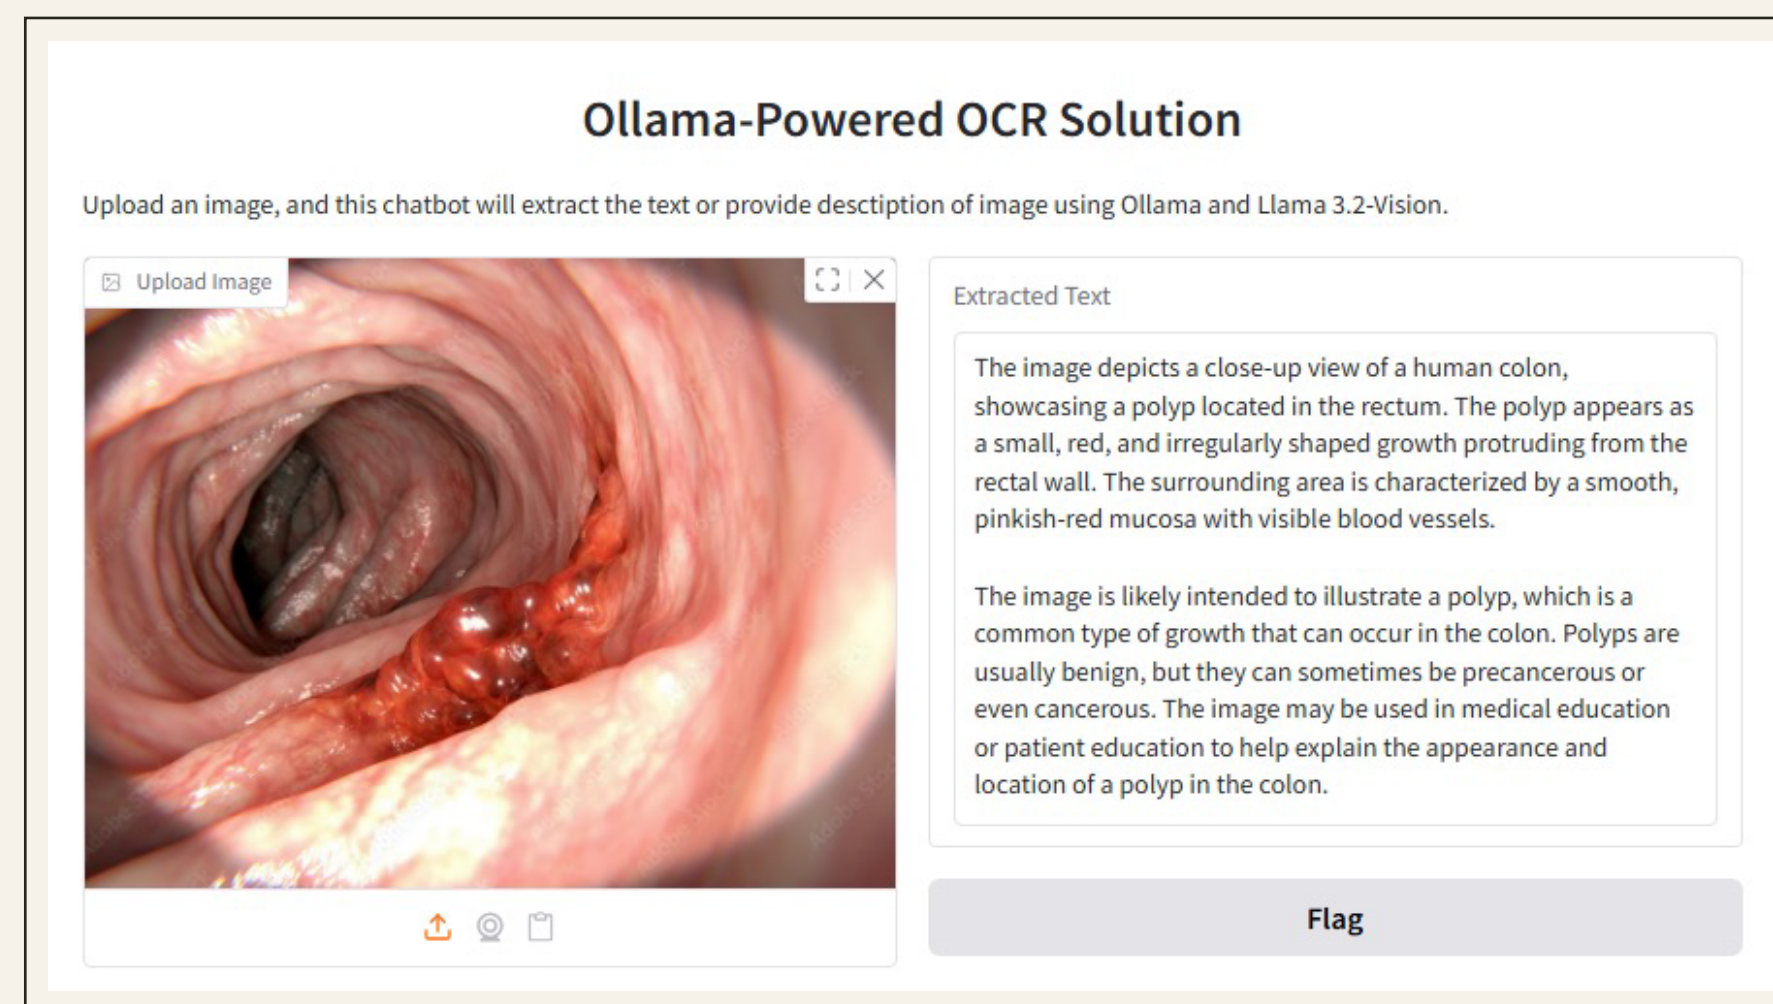 Ollama-Powered OCR Solution
Upload an image, and this chatbot will extract the text or provide desctiption of image using Ollama and Llama 3.2-Vision.
Upload Image
Extracted Text
The image depicts a close-up view of a human colon,
showcasing a polyp located in the rectum. The polyp appears as
a small, red, and irregularly shaped growth protruding from the
rectal wall. The surrounding area is characterized by a smooth,
pinkish-red mucosa with visible blood vessels.
The image is likely intended to illustrate a polyp, which is a
common type of growth that can occur in the colon. Polyps are
usually benign, but they can sometimes be precancerous or
even cancerous. The image may be used in medical education
or patient education to help explain the appearance and
location of a polyp in the colon.
Flag
Adobe Stock